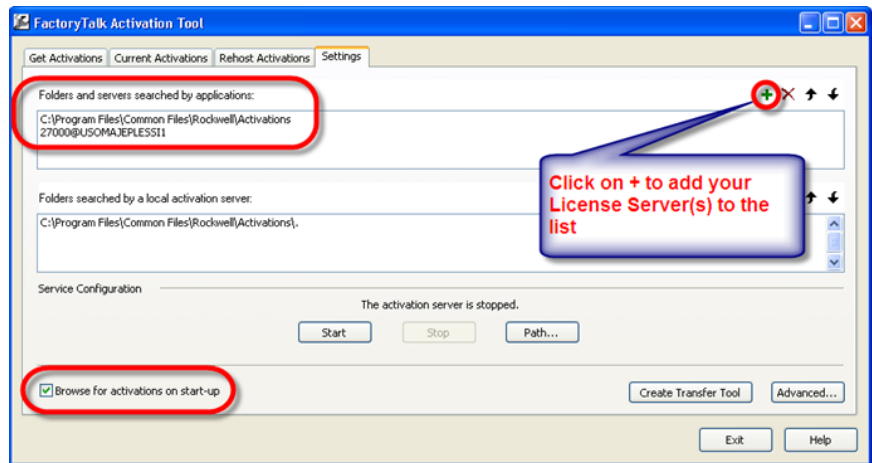 FactoryTalk Activation Tool
Get Activations Current Activations Rehost Activations Settings
Folders and servers searched by applications:
C:\Program Files\Common Files\Rockwell\Activations
27000@USOMAJEPLESSI1
Click on + to add your
License Server(s) to the
list
Folders searched by a local activation server:
C:\Program Files\Common Files\Rockwell\Activations\.
Service Configuration
The activation server is stopped.
Start Stop Path...
Browse for activations on start-up
Create Transfer Tool Advanced...
Exit Help